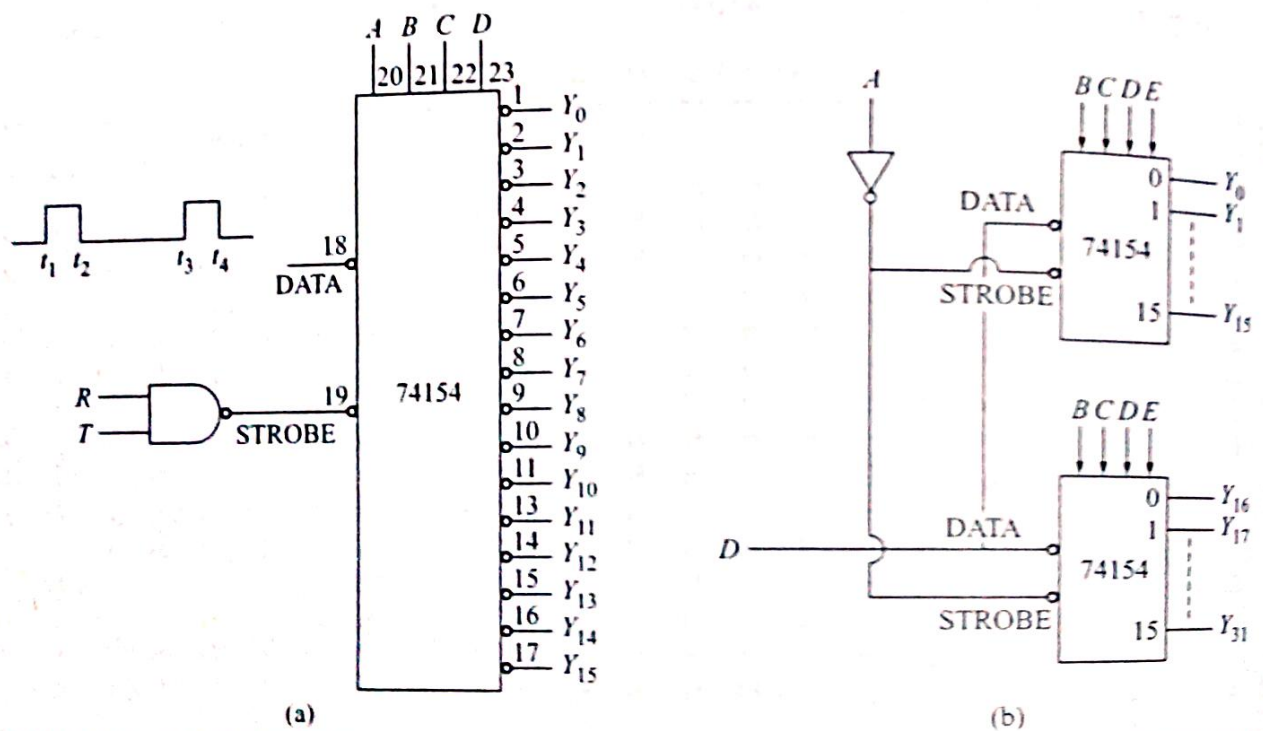 A B C D
20 21 22 23
1 Y0
2 Y1
3 Y2
4 Y3
5 Y4
6 Y5
7 Y6
8 Y7
9 Y8
10 Y9
11 Y10
13 Y11
14 Y12
15 Y13
16 Y14
17 Y15
t1 t2 t3 t4
18
DATA
R
T
19
STROBE
74154
(a)
A
B C D E
DATA
STROBE
74154
0 Y0
1 Y1
15 Y15
B C D E
D
DATA
STROBE
74154
0 Y16
1 Y17
15 Y31
(b)